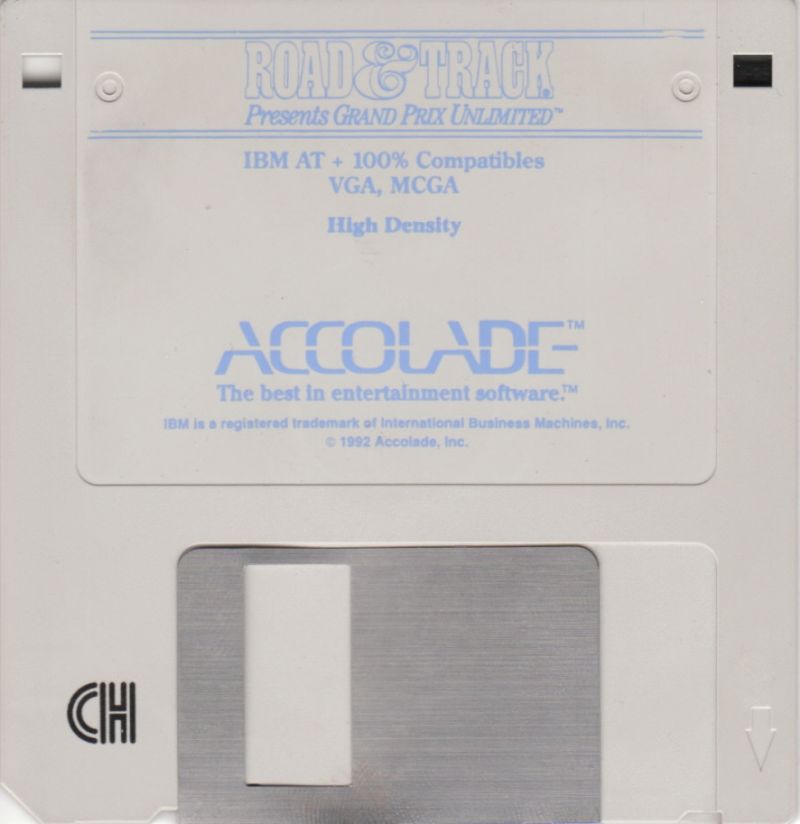 ROAD & TRACK®
Presents GRAND PRIX UNLIMITED™
IBM AT + 100% Compatibles
VGA, MCGA
High Density
ACCOLADE™
The best in entertainment software.™
IBM is a registered trademark of International Business Machines, Inc.
© 1992 Accolade, Inc.
CH